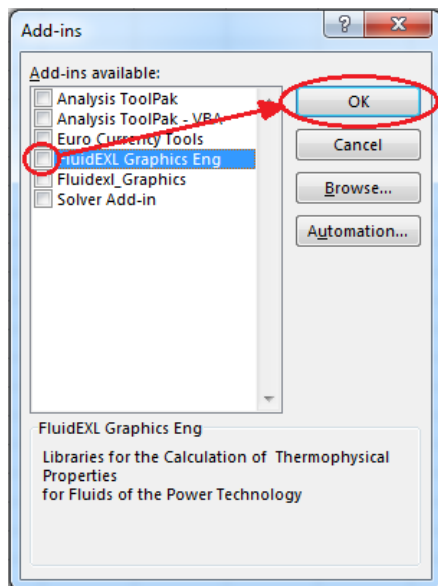 Add-ins
?
Add-ins available:
Analysis ToolPak
Analysis ToolPak - VBA
Euro Currency Tools
FluidEXL Graphics Eng
Fluidexl_Graphics
Solver Add-in
OK
Cancel
Browse...
Automation...
FluidEXL Graphics Eng
Libraries for the Calculation of Thermophysical
Properties
for Fluids of the Power Technology